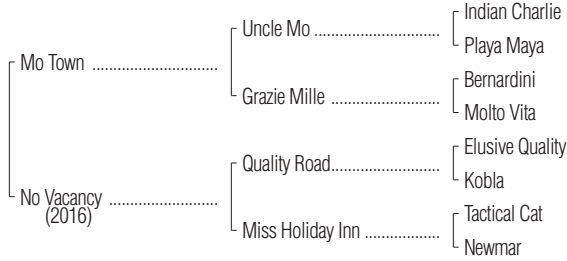 Indian Charlie
Uncle Mo ..............................
Playa Maya
Mo Town ..............................
Bernardini
Grazie Mille ..........................
Molto Vita
Elusive Quality
Quality Road..........................
Kobla
No Vacancy ..........................
(2016)
Tactical Cat
Miss Holiday Inn ..................
Newmar